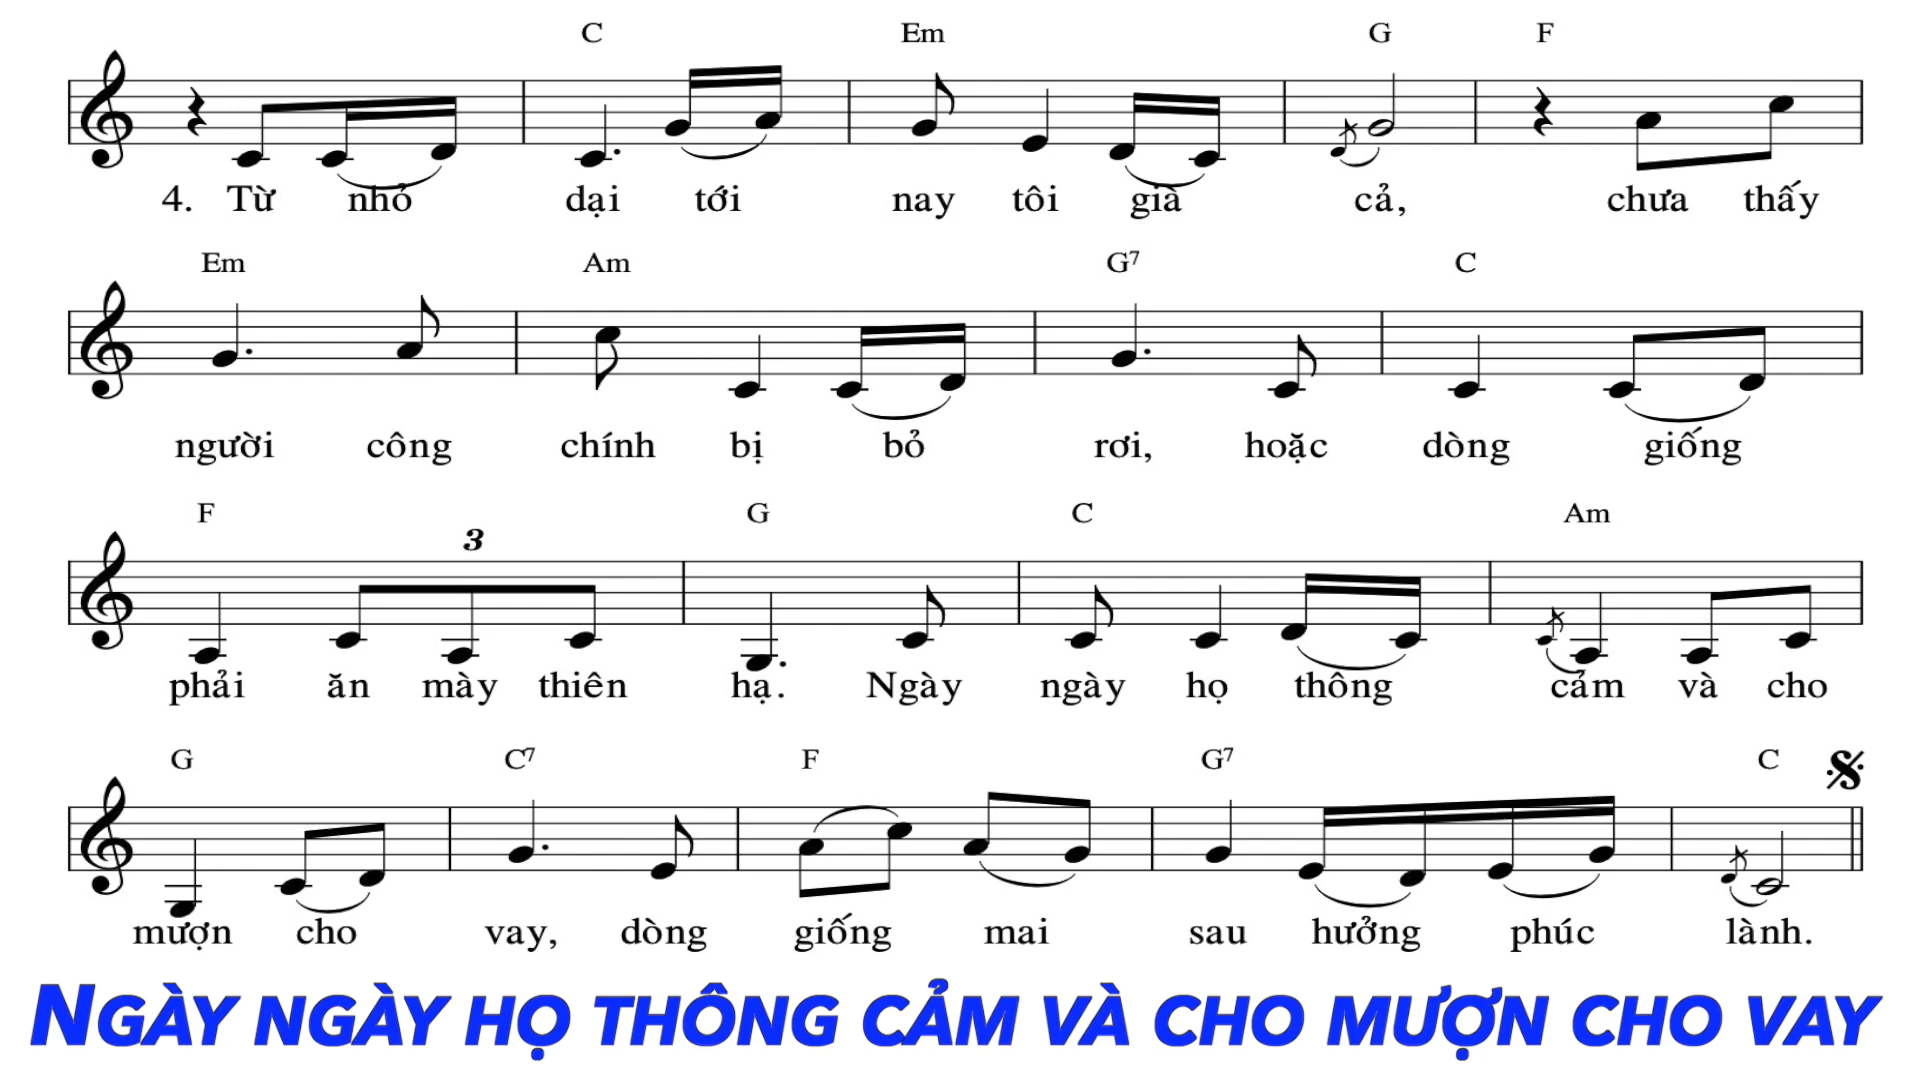 C Em G F
4. Từ nhỏ dại tới nay tôi già cả, chưa thấy
Em Am G7 C
người công chính bị bỏ rơi, hoặc dòng giống
F 3 G C Am
phải ăn mày thiên hạ. Ngày ngày họ thông cảm và cho
G C7 F G7 C
mượn cho vay, dòng giống mai sau hưởng phúc lành.
NGÀY NGÀY HỌ THÔNG CẢM VÀ CHO MƯỢN CHO VAY